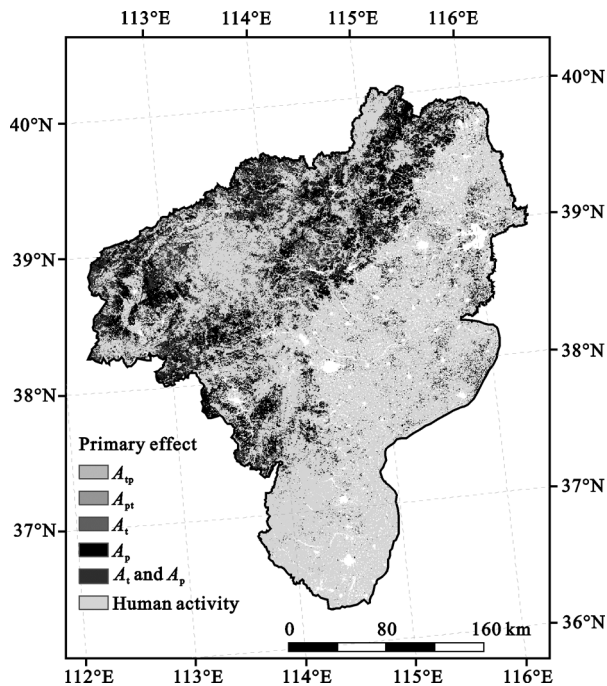 113°E 114°E 115°E 116°E
40°N
40°N
39°N
39°N
38°N
38°N
37°N
37°N
36°N
Primary effect
Atp
Apt
At
Ap
At and Ap
Human activity
0 80 160 km
112°E 113°E 114°E 115°E 116°E